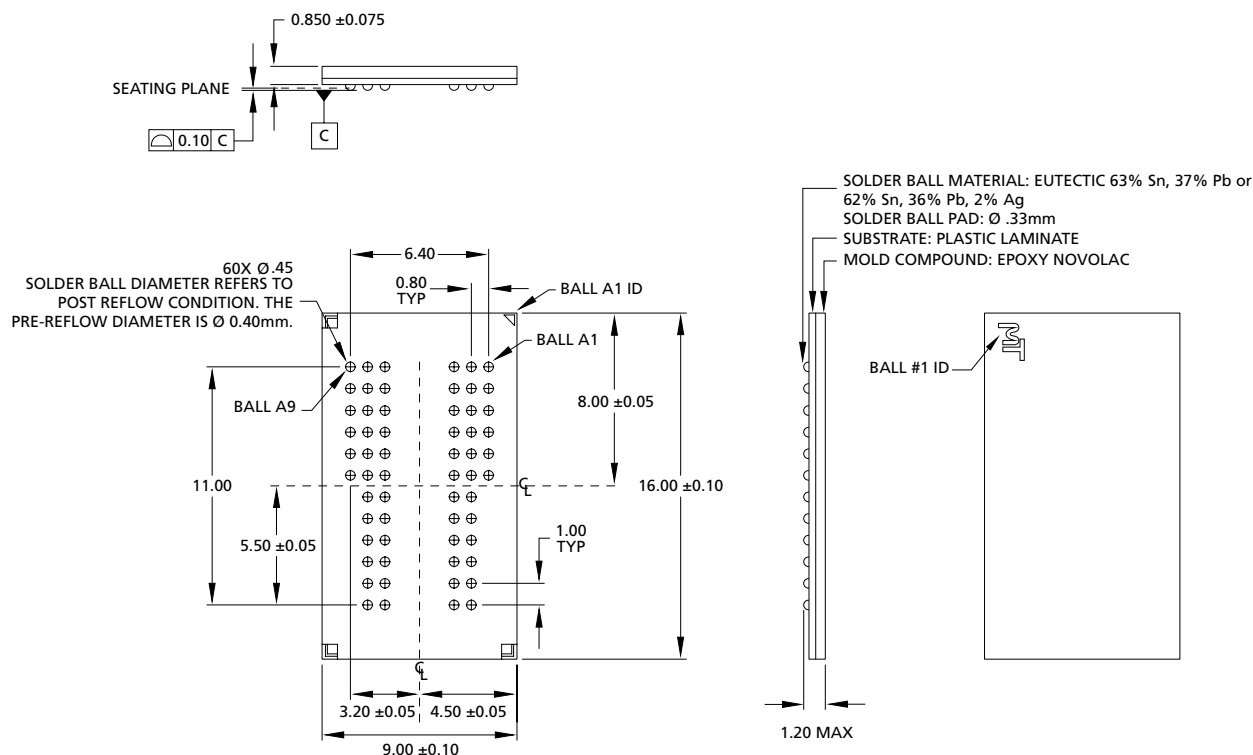 0.850 ±0.075
SEATING PLANE
0.10 C
C
SOLDER BALL MATERIAL: EUTECTIC 63% Sn, 37% Pb or
62% Sn, 36% Pb, 2% Ag
SOLDER BALL PAD: Ø .33mm
SUBSTRATE: PLASTIC LAMINATE
MOLD COMPOUND: EPOXY NOVOLAC
6.40
60X Ø .45
SOLDER BALL DIAMETER REFERS TO
POST REFLOW CONDITION. THE
PRE-REFLOW DIAMETER IS Ø 0.40mm.
0.80
TYP
BALL A1 ID
BALL A1
BALL A9
8.00 ±0.05
BALL #1 ID
MT
11.00
16.00 ±0.10
CL
5.50 ±0.05
1.00
TYP
CL
3.20 ±0.05
4.50 ±0.05
9.00 ±0.10
1.20 MAX